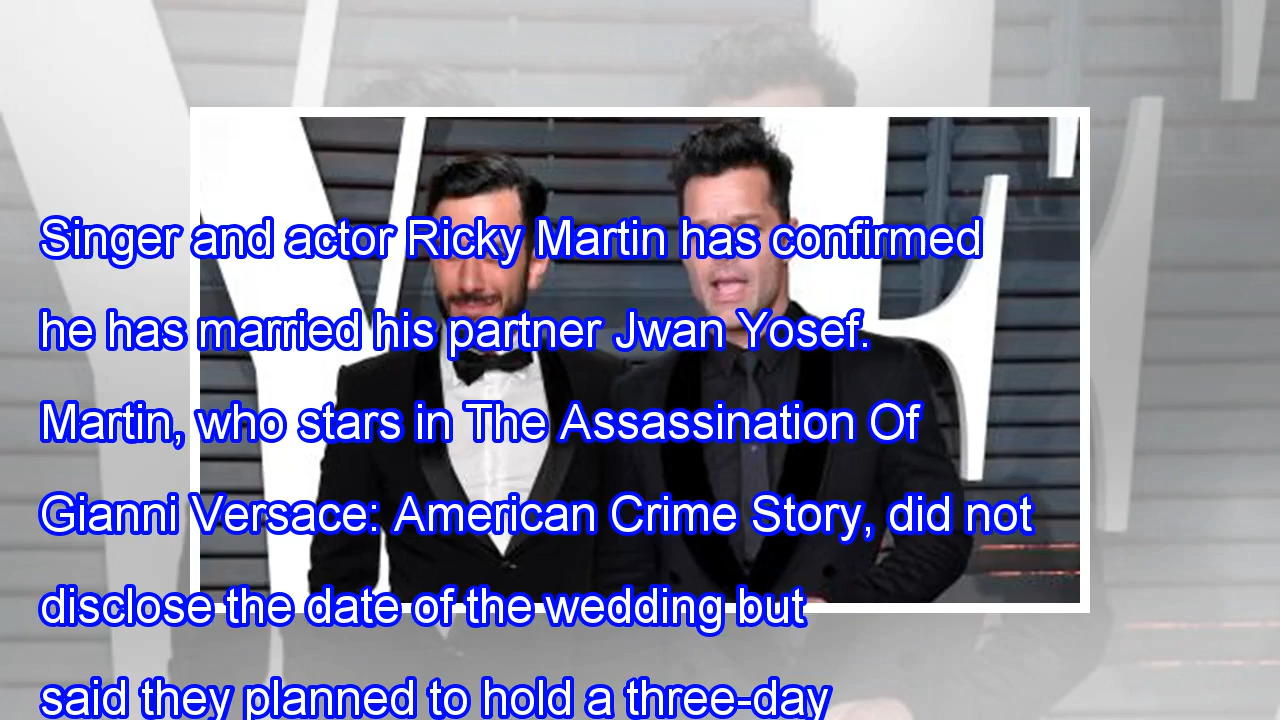 Singer and actor Ricky Martin has confirmed
he has married his partner Jwan Yosef.
Martin, who stars in The Assassination Of
Gianni Versace: American Crime Story, did not
disclose the date of the wedding but
said they planned to hold a three-day